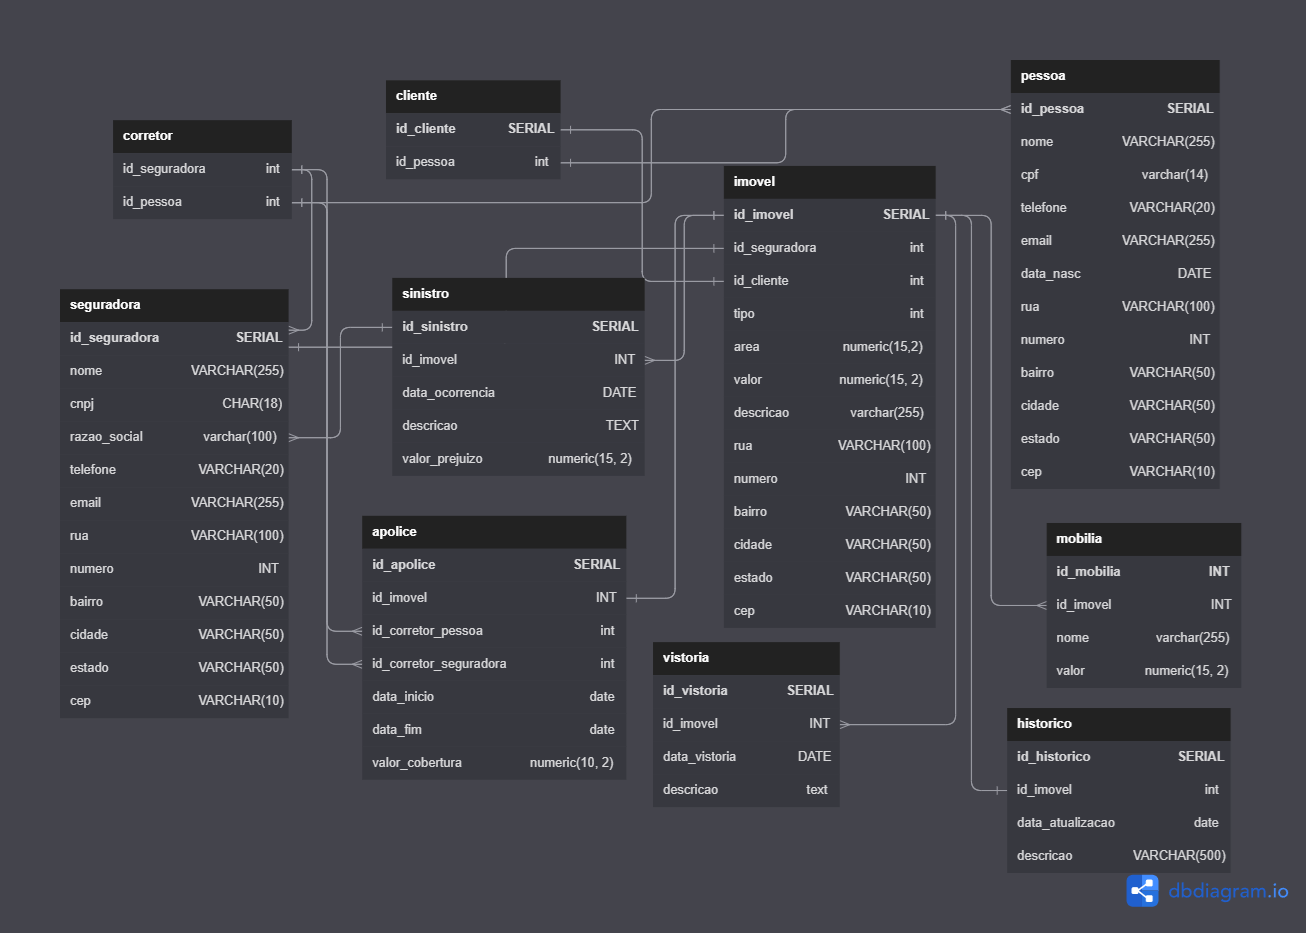 corretor
id_seguradora int
id_pessoa int
cliente
id_cliente SERIAL
id_pessoa int
pessoa
id_pessoa SERIAL
nome VARCHAR(255)
cpf varchar(14)
telefone VARCHAR(20)
email VARCHAR(255)
data_nasc DATE
rua VARCHAR(100)
numero INT
bairro VARCHAR(50)
cidade VARCHAR(50)
estado VARCHAR(50)
cep VARCHAR(10)
imovel
id_imovel SERIAL
id_seguradora int
id_cliente int
tipo int
area numeric(15,2)
valor numeric(15, 2)
descricao varchar(255)
rua VARCHAR(100)
numero INT
bairro VARCHAR(50)
cidade VARCHAR(50)
estado VARCHAR(50)
cep VARCHAR(10)
seguradora
id_seguradora SERIAL
nome VARCHAR(255)
cnpj CHAR(18)
razao_social varchar(100)
telefone VARCHAR(20)
email VARCHAR(255)
rua VARCHAR(100)
numero INT
bairro VARCHAR(50)
cidade VARCHAR(50)
estado VARCHAR(50)
cep VARCHAR(10)
sinistro
id_sinistro SERIAL
id_imovel INT
data_ocorrencia DATE
descricao TEXT
valor_prejuizo numeric(15, 2)
apolice
id_apolice SERIAL
id_imovel INT
id_corretor_pessoa int
id_corretor_seguradora int
data_inicio date
data_fim date
valor_cobertura numeric(10, 2)
vistoria
id_vistoria SERIAL
id_imovel INT
data_vistoria DATE
descricao text
mobilia
id_mobilia INT
id_imovel INT
nome varchar(255)
valor numeric(15, 2)
historico
id_historico SERIAL
id_imovel int
data_atualizacao date
descricao VARCHAR(500)
dbdiagram.io